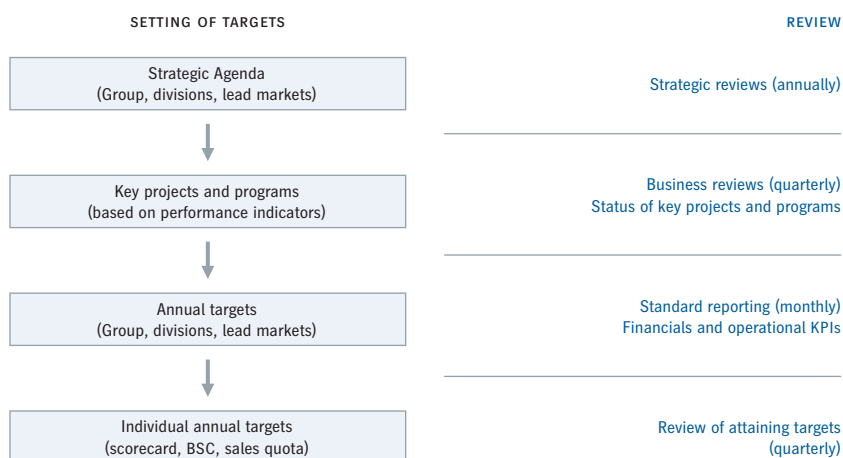 SETTING OF TARGETS
REVIEW
Strategic Agenda
(Group, divisions, lead markets)
Strategic reviews (annually)
Key projects and programs
(based on performance indicators)
Business reviews (quarterly)
Status of key projects and programs
Annual targets
(Group, divisions, lead markets)
Standard reporting (monthly)
Financials and operational KPIs
Individual annual targets
(scorecard, BSC, sales quota)
Review of attaining targets
(quarterly)